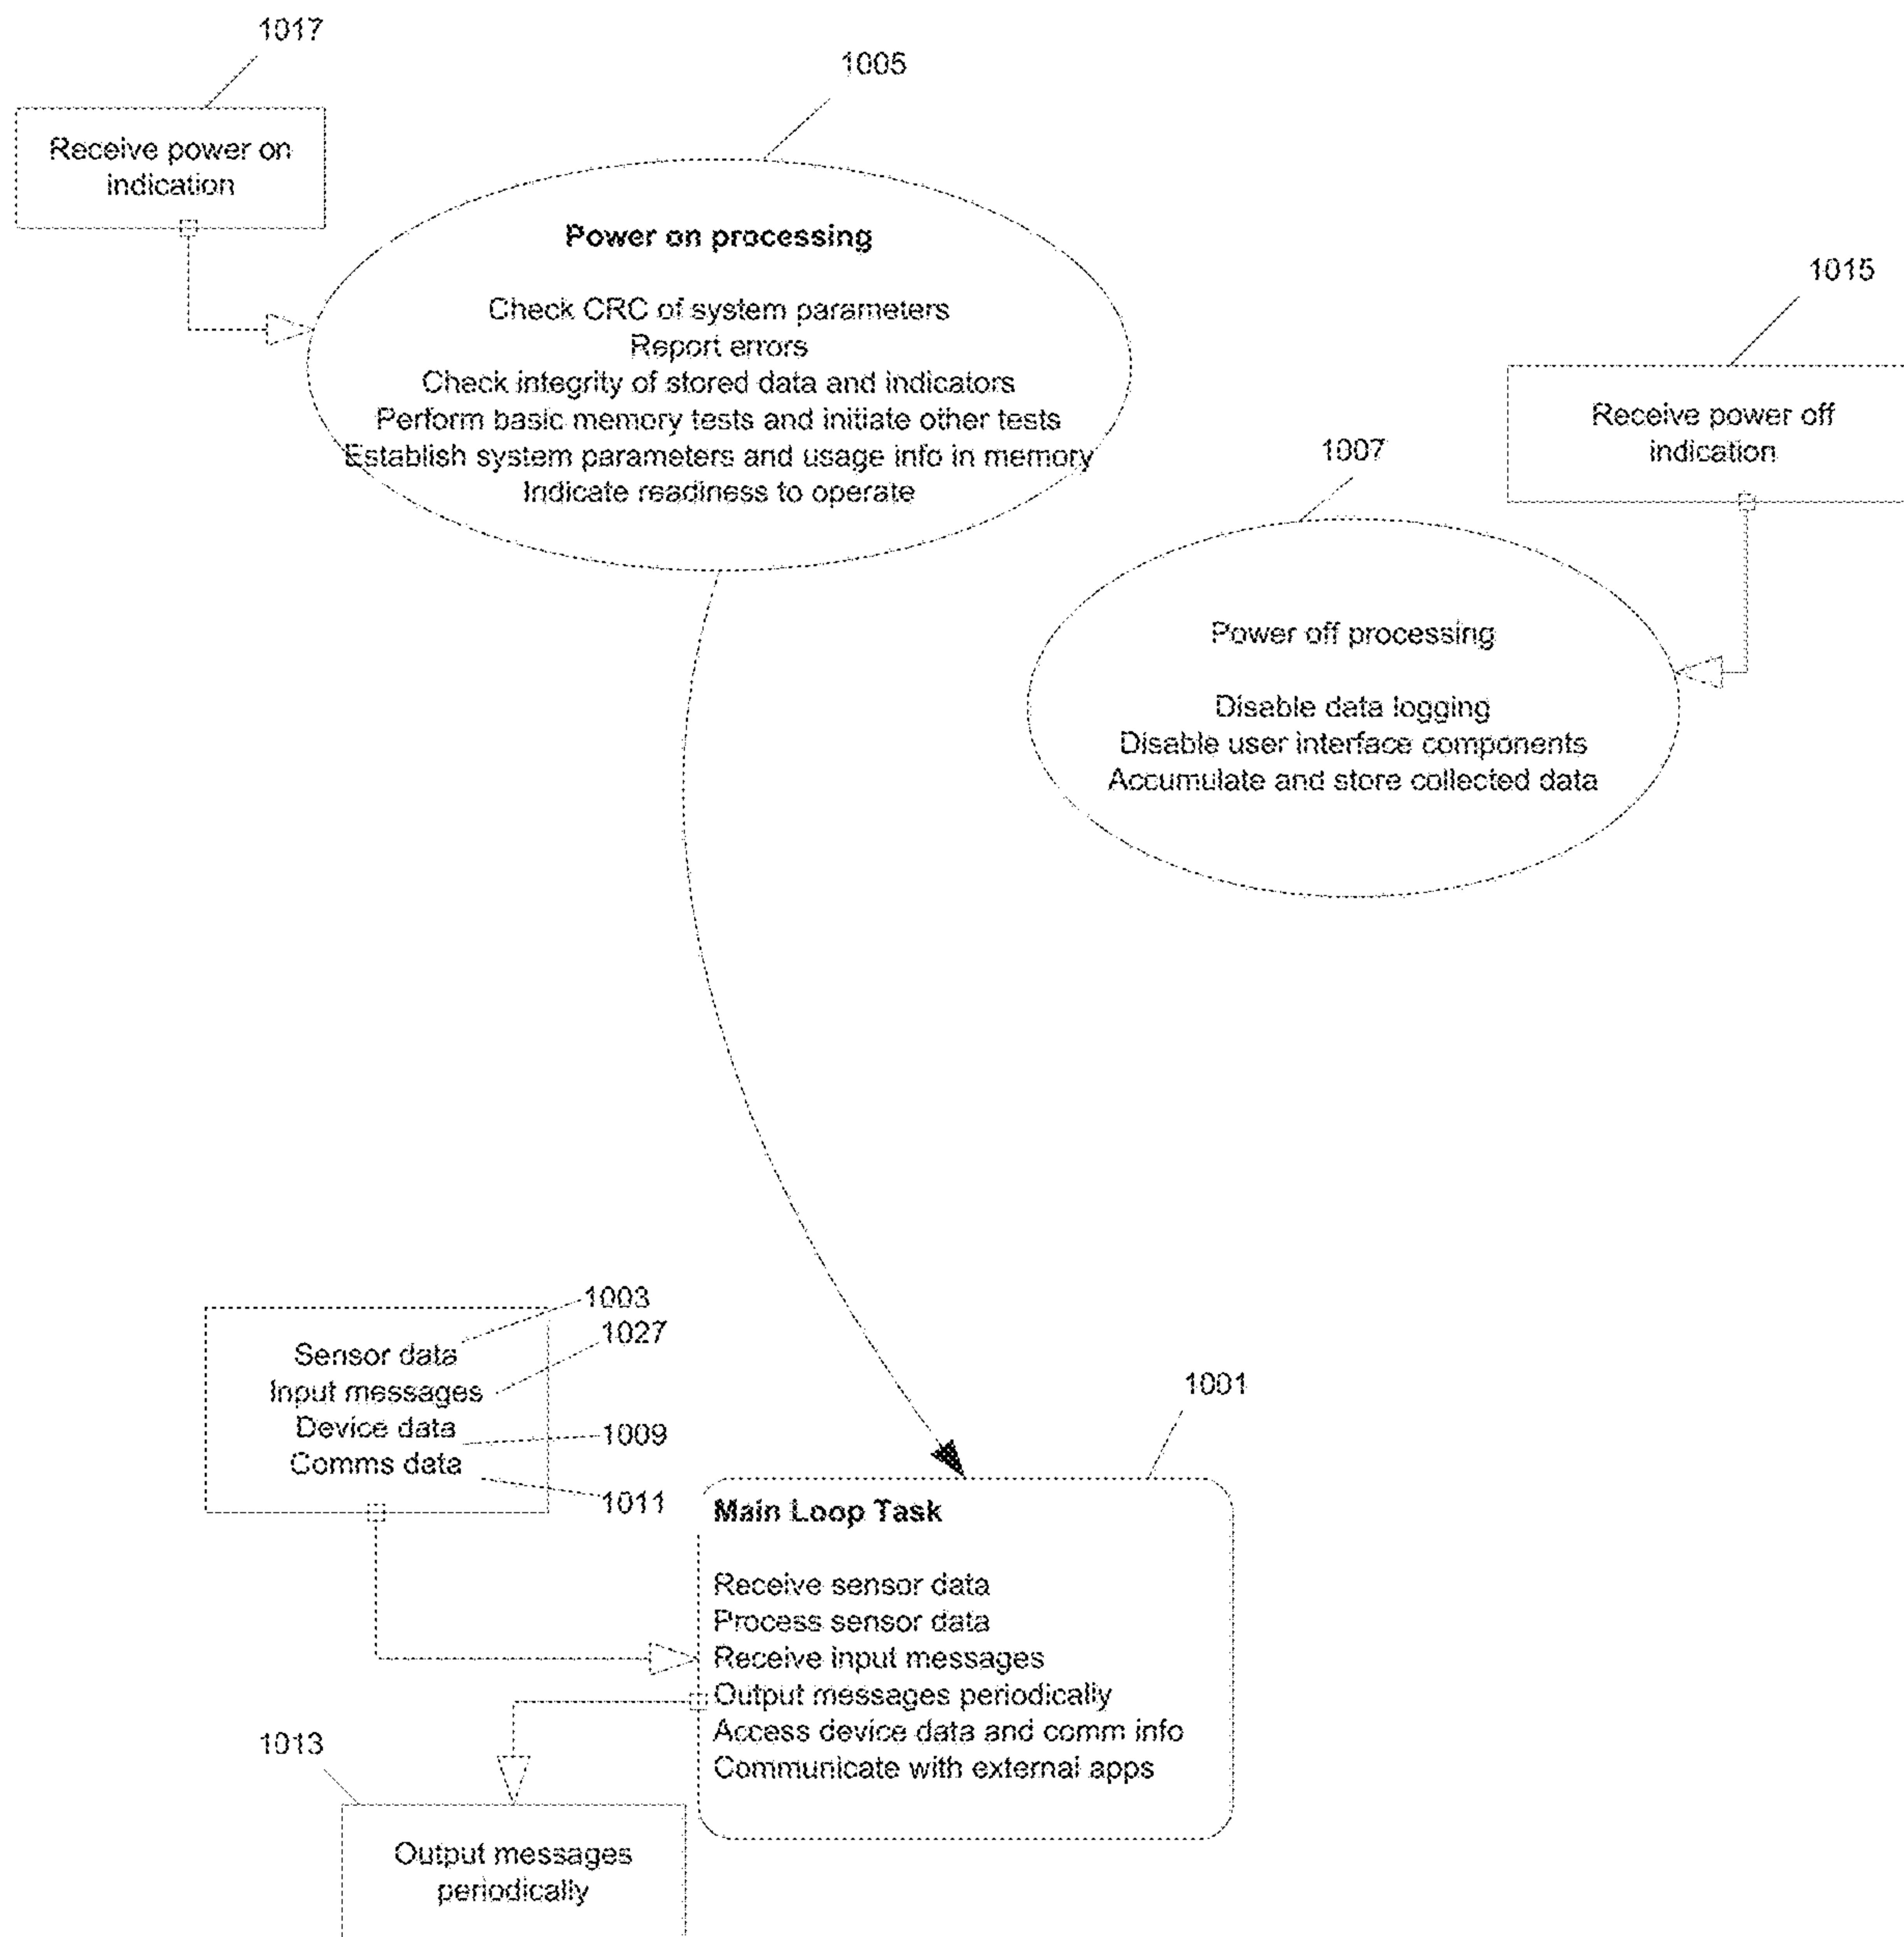 1017
Receive power on
indication
1005
Power on processing
Check CRC of system parameters
Report errors
Check integrity of stored data and indicators
Perform basic memory tests and initiate other tests
Establish system parameters and usage info in memory
Indicate readiness to operate
1015
Receive power off
indication
1007
Power off processing
Disable data logging
Disable user interface components
Accumulate and store collected data
1003
1027
1009
1011
Sensor data
Input messages
Device data
Comms data
1001
Main Loop Task
Receive sensor data
Process sensor data
Receive input messages
Output messages periodically
Access device data and comm info
Communicate with external apps
1013
Output messages
periodically